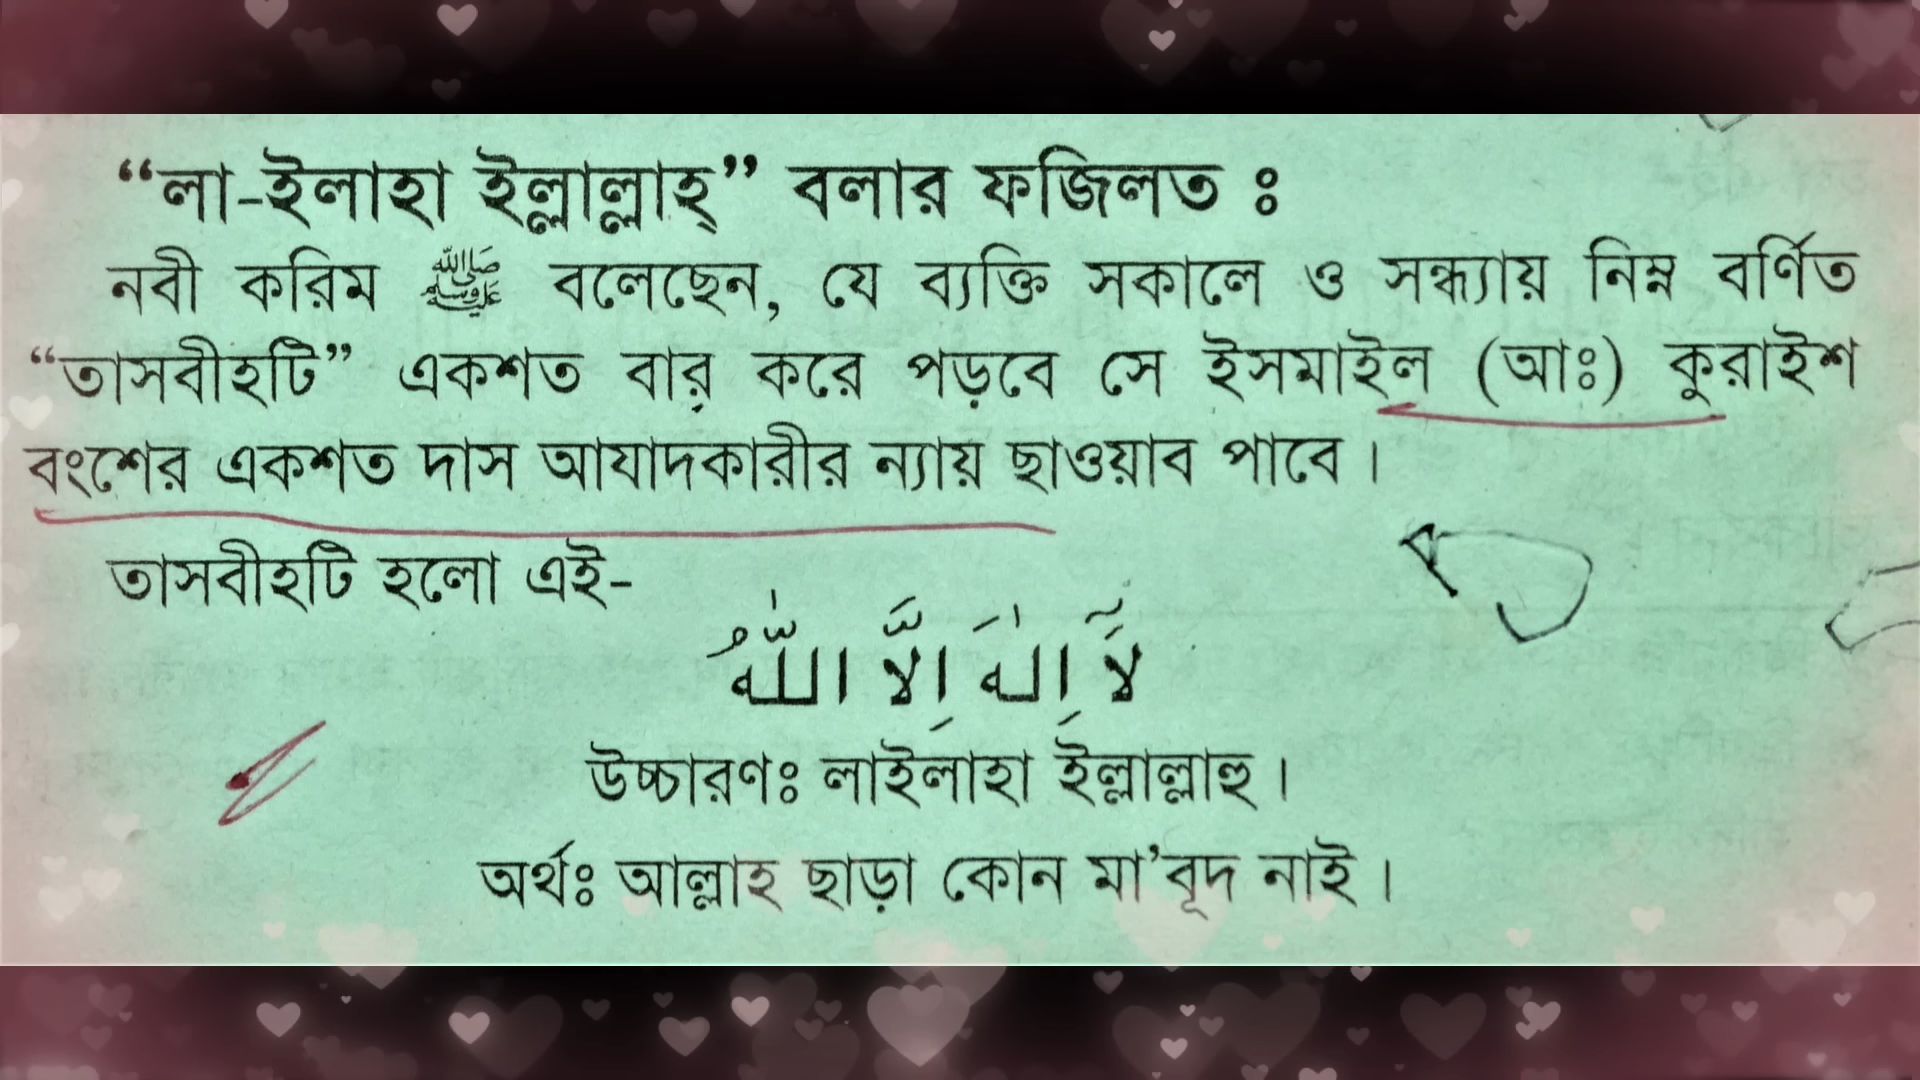 “লা-ইলাহা ইল্লাল্লাহ্” বলার ফজিলত ঃ
নবী করিম ﷺ বলেছেন, যে ব্যক্তি সকালে ও সন্ধ্যায় নিম্ন বর্ণিত
“তাসবীহটি” একশত বার করে পড়বে সে ইসমাইল (আঃ) কুরাইশ
বংশের একশত দাস আযাদকারীর ন্যায় ছাওয়াব পাবে।
তাসবীহটি হলো এই-
لَآ اِلٰهَ اِلَّا اللّٰهُ
উচ্চারণঃ লাইলাহা ইল্লাল্লাহু।
অর্থঃ আল্লাহ ছাড়া কোন মা’বূদ নাই।